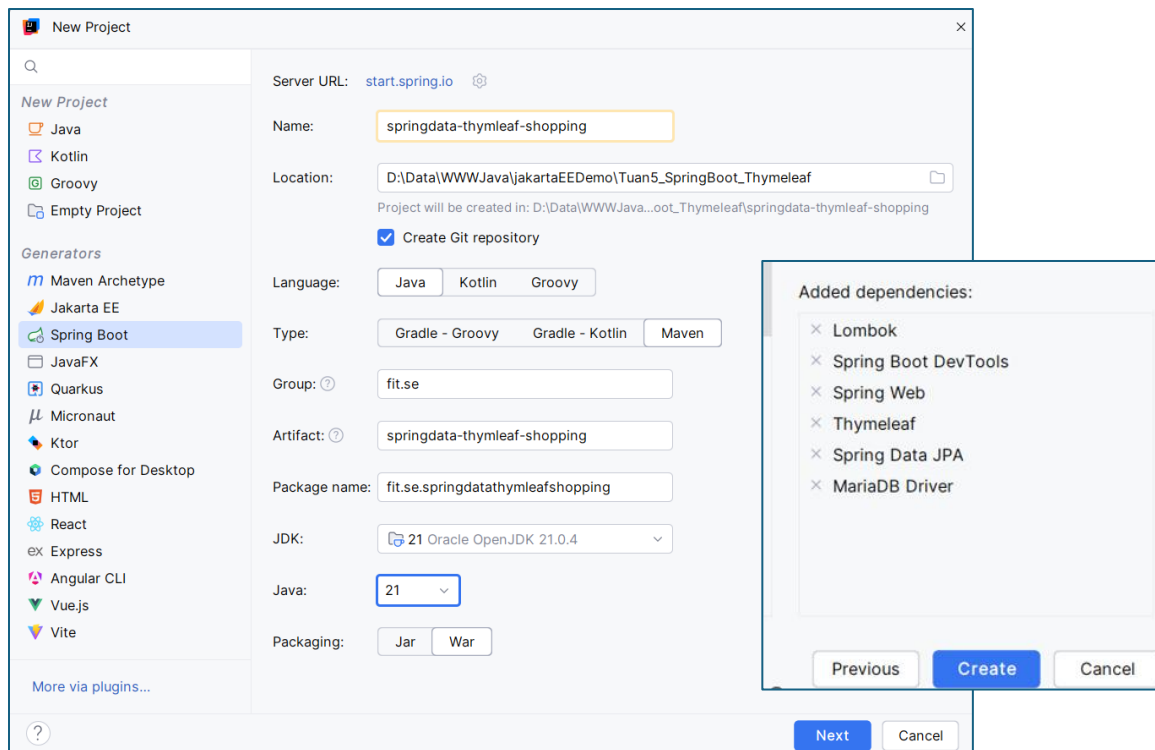 New Project
New Project
Java
Kotlin
Groovy
Empty Project
Generators
Maven Archetype
Jakarta EE
Spring Boot
JavaFX
Quarkus
Micronaut
Ktor
Compose for Desktop
HTML
React
ex Express
Angular CLI
Vue.js
Vite
More via plugins...
?
Server URL: start.spring.io
Name: springdata-thymleaf-shopping
Location: D:\Data\WWWJava\jakartaEEDemo\Tuan5_SpringBoot_Thymeleaf
Project will be created in: D:\Data\WWWJava...oot_Thymeleaf\springdata-thymleaf-shopping
Create Git repository
Language: Java Kotlin Groovy
Type: Gradle - Groovy Gradle - Kotlin Maven
Group: ? fit.se
Artifact: ? springdata-thymleaf-shopping
Package name: fit.se.springdatathymleafshopping
JDK: 21 Oracle OpenJDK 21.0.4
Java: 21
Packaging: Jar War
Next Cancel
Added dependencies:
Lombok
Spring Boot DevTools
Spring Web
Thymeleaf
Spring Data JPA
MariaDB Driver
Previous Create Cancel